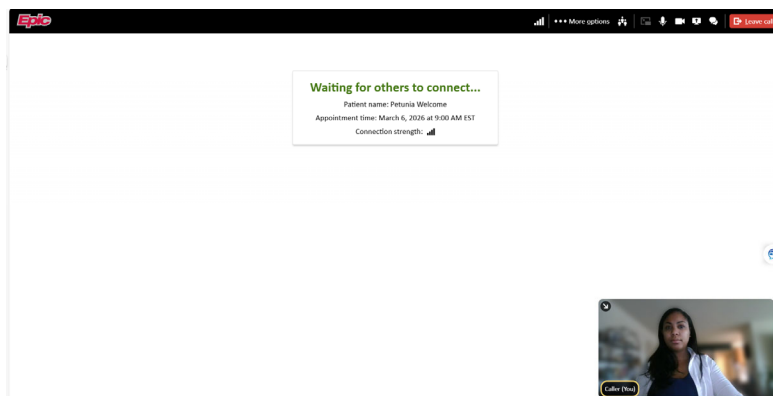 Epic
More options
Leave call
Waiting for others to connect...
Patient name: Petunia Welcome
Appointment time: March 6, 2026 at 9:00 AM EST
Connection strength:
Caller (You)